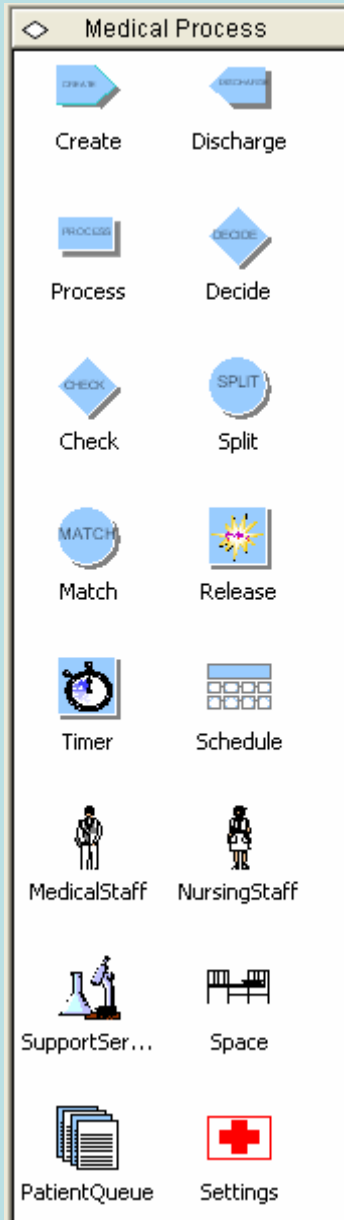 Medical Process
CREATE
DISCHARGE
Create
Discharge
PROCESS
DECIDE
Process
Decide
CHECK
SPLIT
Check
Split
MATCH
Match
Release
Timer
Schedule
MedicalStaff
NursingStaff
SupportSer...
Space
PatientQueue
Settings